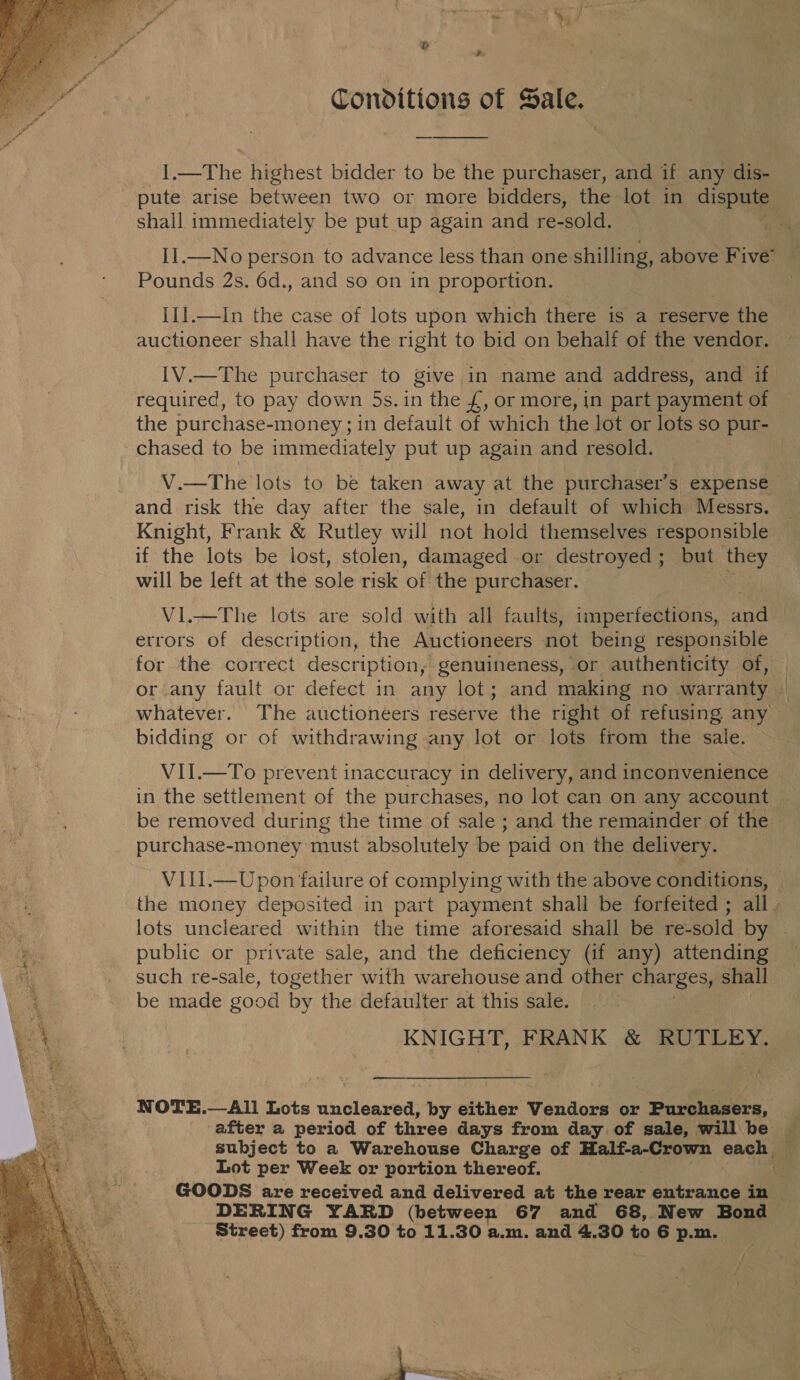 Conditions of Sale.
I.—The highest bidder to be the purchaser, and if any dis-
pute arise between two or more bidders, the lot in dispute
shall immediately be put up again and re-sold.
II.—No person to advance less than one shilling, above Five
Pounds 2s. 6d., and so on in proportion.
III.—In the case of lots upon which there is a reserve the
auctioneer shall have the right to bid on behalf of the vendor.
IV.—The purchaser to give in name and address, and if
required, to pay down 5s. in the £, or more, in part payment of
the purchase-money; in default of which the lot or lots so pur-
chased to be immediately put up again and resold.
V.—The lots to be taken away at the purchaser's expense
and risk the day after the sale, in default of which Messrs.
Knight, Frank & Rutley will not hold themselves responsible
if the lots be lost, stolen, damaged or destroyed; but they
will be left at the sole risk of the purchaser.
VI.—The lots are sold with all faults, imperfections, and
errors of description, the Auctioneers not being responsible
for the correct description, genuineness, or authenticity of,
or any fault or defect in any lot; and making no warranty
whatever. The auctioneers reserve the right of refusing any
bidding or of withdrawing any lot or lots from the sale.
VII.—To prevent inaccuracy in delivery, and inconvenience
in the settlement of the purchases, no lot can on any account
be removed during the time of sale; and the remainder of the
purchase-money must absolutely be paid on the delivery.
VIII.—Upon failure of complying with the above conditions,
the money deposited in part payment shall be forfeited; all
lots uncleared within the time aforesaid shall be re-sold by
public or private sale, and the deficiency (if any) attending
such re-sale, together with warehouse and other charges, shall
be made good by the defaulter at this sale.
KNIGHT, FRANK & RUTLEY.
NOTE.—All Lots uncleared, by either Vendors or Purchasers,
after a period of three days from day of sale, will be
subject to a Warehouse Charge of Half-a-Crown each
Lot per Week or portion thereof.
GOODS are received and delivered at the rear entrance in
DERING YARD (between 67 and 68, New Bond
Street) from 9.30 to 11.30 a.m. and 4.30 to 6 p.m.